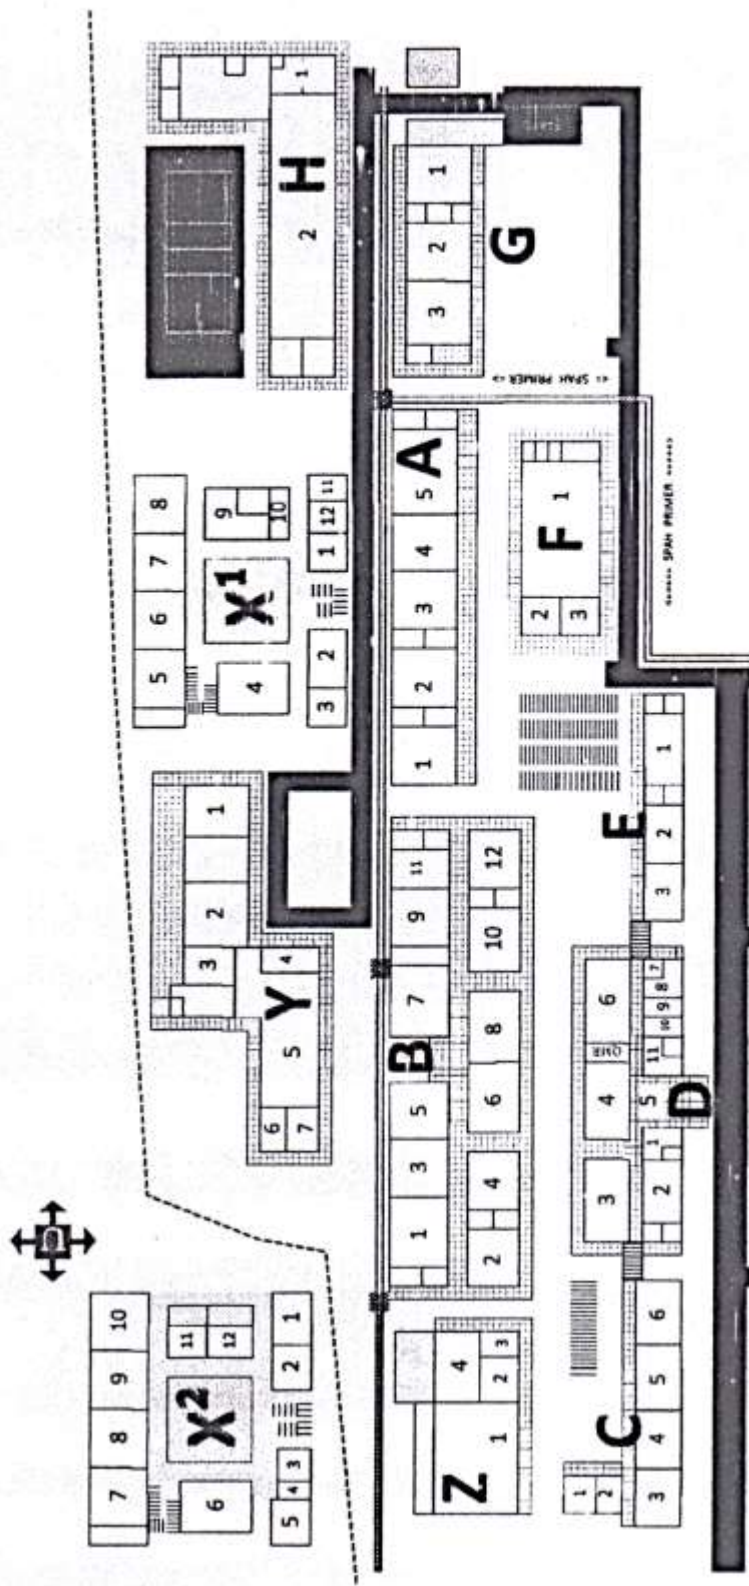 7 8 9 10
11
X²
12
6
5 4 3 2 1
5 6 7 8
9
X¹
4 10
3 2 1 12 11
3 2 1
Y 4
6 5
7
1
H
2
4
3
2
1
Z
1 3 5 B 7 9 11
2 4 6 8 10 12
1 2 3 4 5 A
3 2 1
G
<= SPAH PRIMER =>
2 F 1
3
<<<<<< SPAH PRIMER >>>>>>
1
2
C
3 4 5 6
3 4 6
2 1 5 11 10 9 8 7
D
E
3 2 1